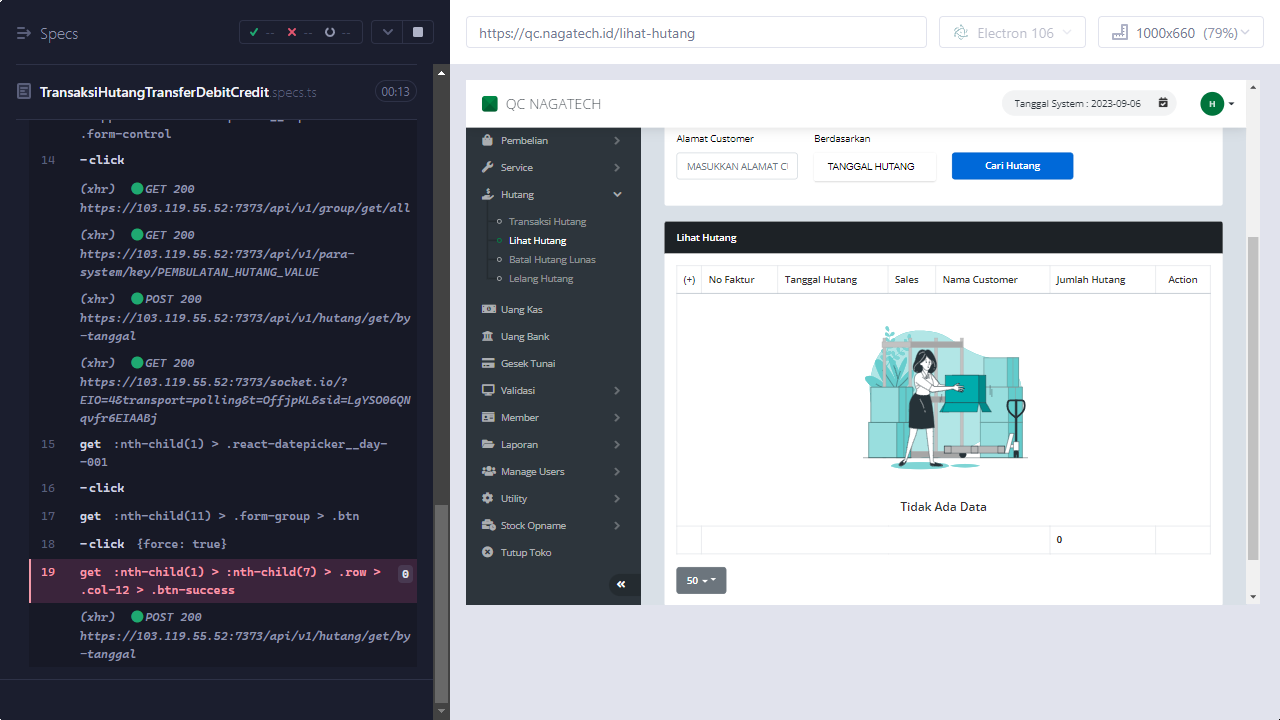 Specs
--
--
--
TransaksiHutangTransferDebitCredit.specs.ts
00:13
.form-control
14 -click
(xhr) GET 200
https://103.119.55.52:7373/api/v1/group/get/all
(xhr) GET 200
https://103.119.55.52:7373/api/v1/para-
system/key/PEMBULATAN_HUTANG_VALUE
(xhr) POST 200
https://103.119.55.52:7373/api/v1/hutang/get/by
-tanggal
(xhr) GET 200
https://103.119.55.52:7373/socket.io/?
EIO=4&transport=polling&t=OffjpKL&sid=LgYSO06QN
qvfr6EIAABj
15 get :nth-child(1) > .react-datepicker__day-
-001
16 -click
17 get :nth-child(11) > .form-group > .btn
18 -click {force: true}
19 get :nth-child(1) > :nth-child(7) > .row > 0
.col-12 > .btn-success
(xhr) POST 200
https://103.119.55.52:7373/api/v1/hutang/get/by
-tanggal
https://qc.nagatech.id/lihat-hutang
Electron 106
1000x660 (79%)
QC NAGATECH
Tanggal System : 2023-09-06
H
Pembelian
Service
Hutang
Transaksi Hutang
Lihat Hutang
Batal Hutang Lunas
Lelang Hutang
Uang Kas
Uang Bank
Gesek Tunai
Validasi
Member
Laporan
Manage Users
Utility
Stock Opname
Tutup Toko
«
Alamat Customer
Berdasarkan
MASUKKAN ALAMAT CU
TANGGAL HUTANG
Cari Hutang
Lihat Hutang
(+) No Faktur Tanggal Hutang Sales Nama Customer Jumlah Hutang Action
Tidak Ada Data
0
50